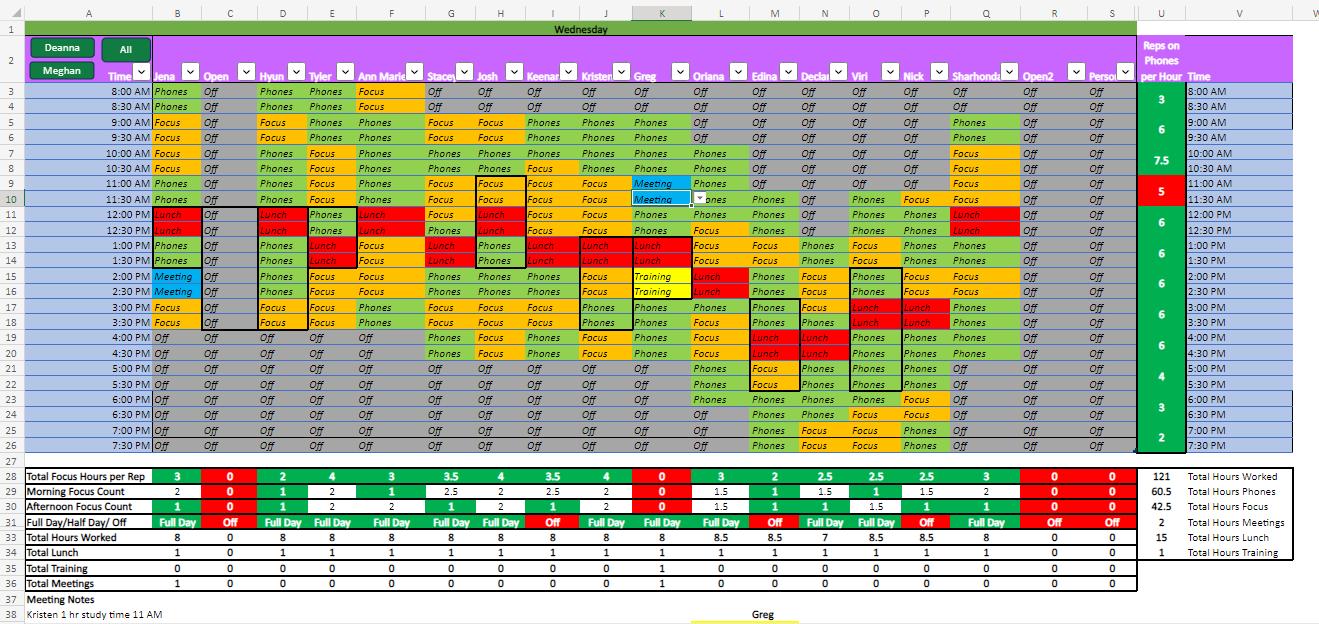 A B C D E F G H I J K L M N O P Q R S U V
1 Wednesday
Deanna All
Meghan
2 Time Jena Open Hyun Tyler Ann Marie Stacey Josh Keenar Kristen Greg Oriana Edina Declar Viri Nick Sharhonda Open2 Perso Reps on Phones per Hour Time
3 8:00 AM Phones Off Phones Phones Focus Off Off Off Off Off Off Off Off Off Off Off Off Off 3 8:00 AM
4 8:30 AM Phones Off Phones Phones Focus Off Off Off Off Off Off Off Off Off Off Off Off Off 8:30 AM
5 9:00 AM Focus Off Focus Phones Phones Focus Focus Phones Phones Phones Off Off Off Off Off Phones Off Off 6 9:00 AM
6 9:30 AM Focus Off Focus Phones Phones Focus Focus Phones Phones Phones Off Off Off Off Off Phones Off Off 9:30 AM
7 10:00 AM Focus Off Phones Focus Phones Phones Phones Phones Phones Phones Phones Off Off Off Off Focus Off Off 7.5 10:00 AM
8 10:30 AM Focus Off Phones Focus Phones Phones Phones Focus Phones Phones Phones Off Off Off Off Focus Off Off 10:30 AM
9 11:00 AM Phones Off Phones Focus Phones Focus Focus Focus Focus Meeting Phones Off Off Off Off Focus Off Off 5 11:00 AM
10 11:30 AM Phones Off Phones Focus Phones Focus Focus Focus Focus Meeting ones Phones Off Phones Focus Focus Off Off 11:30 AM
11 12:00 PM Lunch Off Lunch Phones Lunch Focus Lunch Focus Focus Phones Phones Phones Off Phones Phones Lunch Off Off 6 12:00 PM
12 12:30 PM Lunch Off Lunch Phones Lunch Focus Lunch Focus Focus Phones Focus Phones Off Phones Phones Lunch Off Off 12:30 PM
13 1:00 PM Phones Off Phones Lunch Focus Lunch Phones Lunch Lunch Lunch Focus Focus Phones Focus Phones Phones Off Off 6 1:00 PM
14 1:30 PM Phones Off Phones Lunch Focus Lunch Phones Lunch Lunch Lunch Focus Focus Phones Focus Phones Phones Off Off 1:30 PM
15 2:00 PM Meeting Off Phones Focus Focus Phones Phones Phones Focus Training Lunch Phones Focus Phones Focus Focus Off Off 6 2:00 PM
16 2:30 PM Meeting Off Phones Focus Focus Phones Phones Phones Focus Training Lunch Phones Focus Phones Focus Focus Off Off 2:30 PM
17 3:00 PM Focus Off Focus Focus Phones Focus Focus Focus Phones Phones Phones Phones Focus Lunch Lunch Phones Off Off 6 3:00 PM
18 3:30 PM Focus Off Focus Focus Phones Focus Focus Focus Phones Phones Focus Phones Phones Lunch Lunch Phones Off Off 3:30 PM
19 4:00 PM Off Off Off Off Off Phones Focus Phones Focus Phones Focus Lunch Lunch Phones Phones Phones Off Off 6 4:00 PM
20 4:30 PM Off Off Off Off Off Phones Focus Phones Focus Phones Focus Lunch Lunch Phones Phones Phones Off Off 4:30 PM
21 5:00 PM Off Off Off Off Off Off Off Off Off Off Phones Focus Phones Phones Phones Off Off Off 4 5:00 PM
22 5:30 PM Off Off Off Off Off Off Off Off Off Off Phones Focus Phones Phones Phones Off Off Off 5:30 PM
23 6:00 PM Off Off Off Off Off Off Off Off Off Off Phones Phones Phones Phones Focus Off Off Off 3 6:00 PM
24 6:30 PM Off Off Off Off Off Off Off Off Off Off Off Phones Phones Focus Focus Off Off Off 6:30 PM
25 7:00 PM Off Off Off Off Off Off Off Off Off Off Off Phones Focus Focus Phones Off Off Off 2 7:00 PM
26 7:30 PM Off Off Off Off Off Off Off Off Off Off Off Phones Focus Focus Phones Off Off Off 7:30 PM
27
28 Total Focus Hours per Rep 3 0 2 4 3 3.5 4 3.5 4 0 3 2 2.5 2.5 2.5 3 0 0 121 Total Hours Worked
29 Morning Focus Count 2 0 1 2 1 2.5 2 2.5 2 0 1.5 1 1.5 1 1.5 2 0 0 60.5 Total Hours Phones
30 Afternoon Focus Count 1 0 1 2 2 1 2 1 2 0 1.5 1 1 1.5 1 1 0 0 42.5 Total Hours Focus
31 Full Day/Half Day/ Off Full Day Off Full Day Full Day Full Day Full Day Full Day Off Full Day Full Day Full Day Off Full Day Full Day Off Full Day Off Off 2 Total Hours Meetings
33 Total Hours Worked 8 0 8 8 8 8 8 8 8 8 8.5 8.5 7 8.5 8.5 8 0 0 15 Total Hours Lunch
34 Total Lunch 1 0 1 1 1 1 1 1 1 1 1 1 1 1 1 1 0 0 1 Total Hours Training
35 Total Training 0 0 0 0 0 0 0 0 0 1 0 0 0 0 0 0 0 0
36 Total Meetings 1 0 0 0 0 0 0 0 0 1 0 0 0 0 0 0 0 0
37 Meeting Notes
38 Kristen 1 hr study time 11 AM Greg